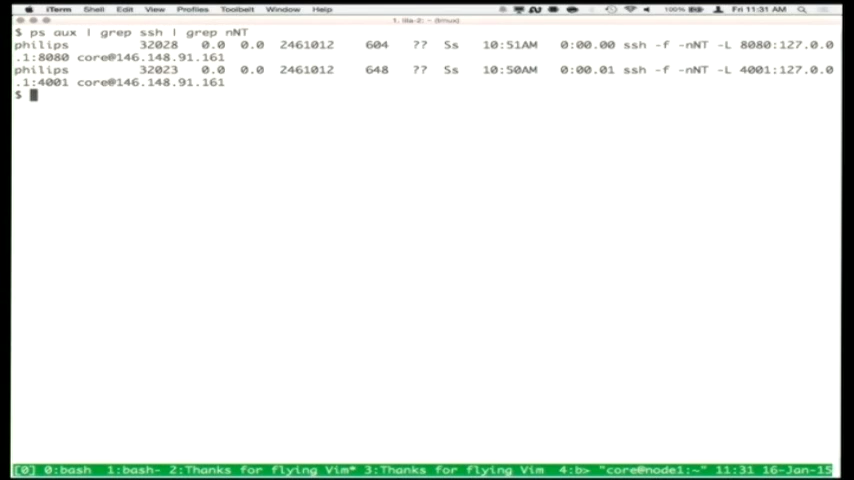 iTerm Shell Edit View Profiles Toolbelt Window Help 100% Fri 11:31 AM
1. lila-2: ~ (tmux)
$ ps aux | grep ssh | grep nNT
philips 32028 0.0 0.0 2461012 604 ?? Ss 10:51AM 0:00.00 ssh -f -nNT -L 8080:127.0.0
.1:8080 core@146.148.91.161
philips 32023 0.0 0.0 2461012 648 ?? Ss 10:50AM 0:00.01 ssh -f -nNT -L 4001:127.0.0
.1:4001 core@146.148.91.161
$
[0] 0:bash 1:bash- 2:Thanks for flying Vim* 3:Thanks for flying Vim 4:b> "core@node1:~" 11:31 16-Jan-15